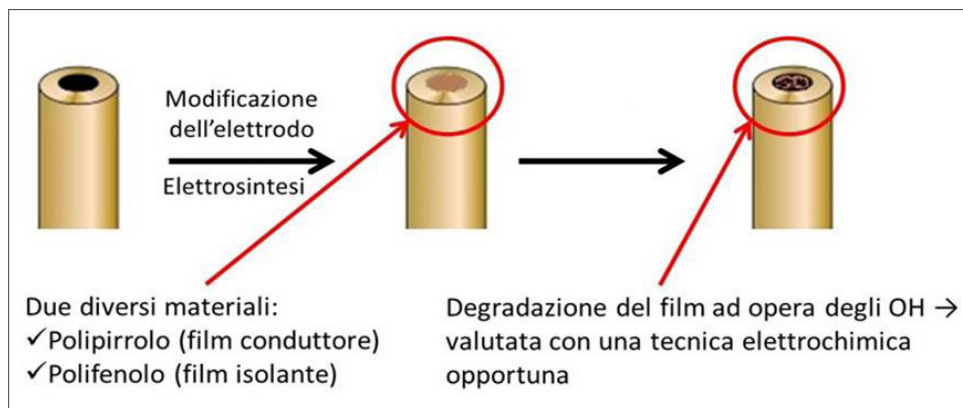 Modificazione
dell'elettrodo
Elettrosintesi
Due diversi materiali:
✓Polipirrolo (film conduttore)
✓Polifenolo (film isolante)
Degradazione del film ad opera degli OH →
valutata con una tecnica elettrochimica
opportuna